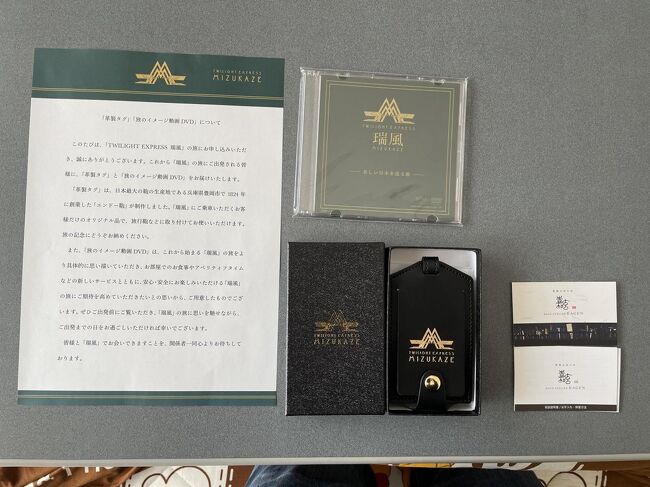 TWILIGHT EXPRESS
MIZUKAZE
「革製タグ」「旅のイメージ動画DVD」について
このたびは、「TWILIGHT EXPRESS 瑞風」の旅にお申し込みいただ
き、誠にありがとうございます。これから「瑞風」の旅にご出発される皆
様に、「革製タグ」と「旅のイメージ動画DVD」をお届けいたします。
「革製タグ」は、日本最大の鞄の生産地である兵庫県豊岡市で1824年
に創業した「エンドー鞄」が制作しました。「瑞風」にご乗車いただくお客
様だけのオリジナル品で、旅行鞄などに取り付けてお使いいただけます。
旅の記念にどうぞお納めください。
また、「旅のイメージ動画DVD」は、これから始まる「瑞風」の旅をよ
り具体的に思い描いていただき、お部屋でのお食事やアペリティフタイム
などの新しいサービスとともに、安心・安全にお楽しみいただける「瑞風」
の旅にご期待を高めていただきたいとの思いから、ご用意したものでござ
います。ぜひご出発前にご覧いただき、「瑞風」の旅に思いを馳せながら、
ご出発までの日をお過ごしいただければ幸いでございます。
皆様と「瑞風」でお会いできますことを、関係者一同心よりお待ちして
おります。
TWILIGHT EXPRESS
瑞風
MIZUKAZE
美しい日本を巡る旅
TWILIGHT EXPRESS
MIZUKAZE
TWILIGHT EXPRESS
MIZUKAZE